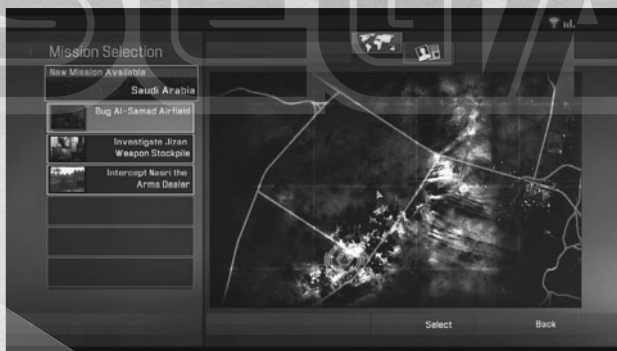 SEGA
Mission Selection
New Mission Available
Saudi Arabia
Bug Al-Samad Airfield
Investigate Jizan
Weapon Stockpile
Intercept Nasri the
Arms Dealer
Select
Back